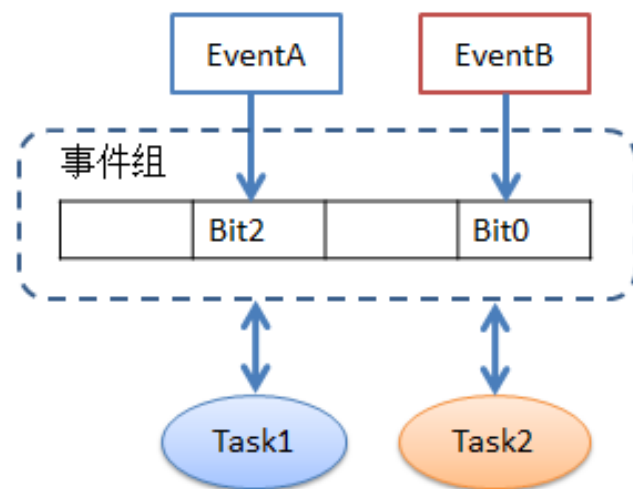 EventA
EventB
事件组
Bit2
Bit0
Task1
Task2